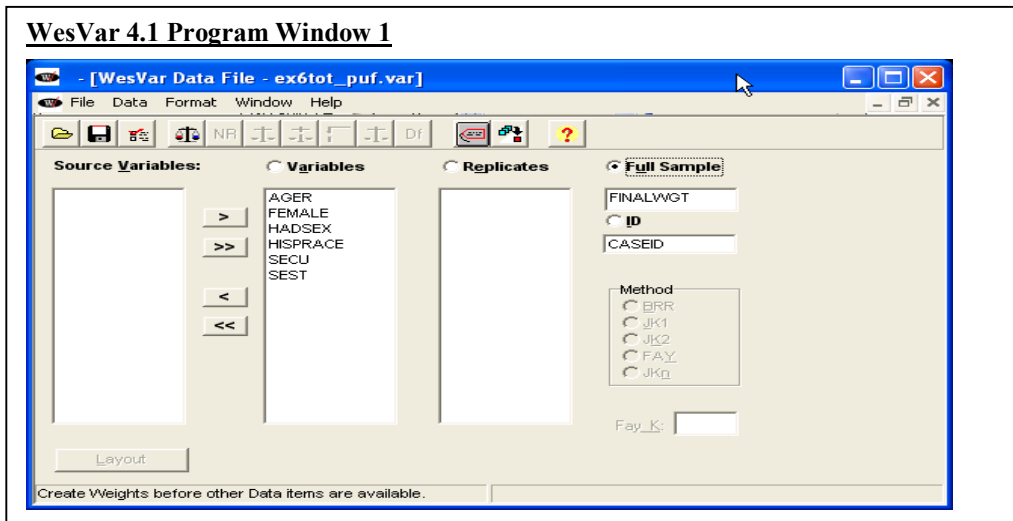 WesVar 4.1 Program Window 1
W - [WesVar Data File - ex6tot_puf.var]
W File Data Format Window Help
NR Df ?
Source Variables: Variables Replicates Full Sample
AGER
FEMALE
HADSEX
HISPRACE
SECU
SEST
>
>>
<
<<
FINALWGT
ID
CASEID
Method
BRR
JK1
JK2
FAY
JKn
Fay_K:
Layout
Create Weights before other Data items are available.